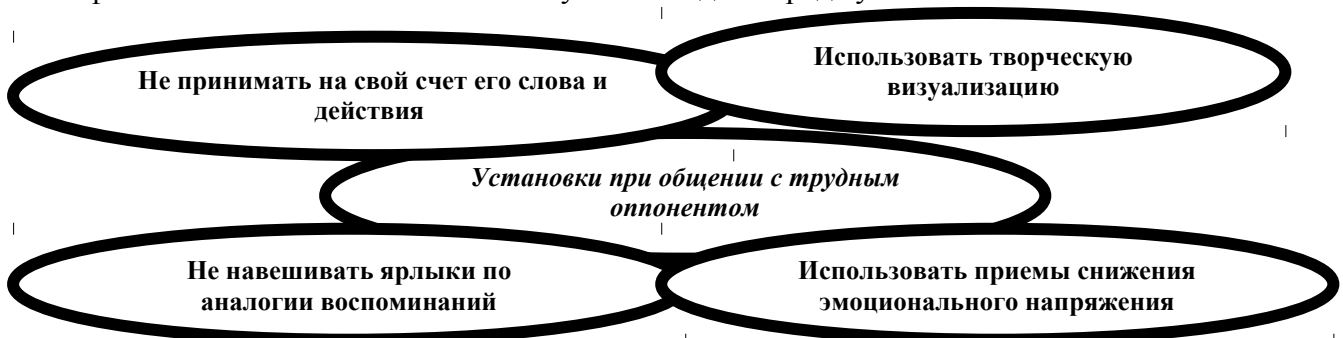 Не принимать на свой счет его слова и
действия
Использовать творческую
визуализацию
Установки при общении с трудным
оппонентом
Не навешивать ярлыки по
аналогии воспоминаний
Использовать приемы снижения
эмоционального напряжения